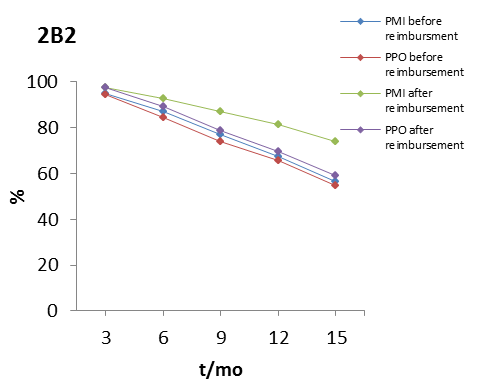 2B2
PMI before
reimbursment
PPO before
reimbursement
PMI after
reimbursement
PPO after
reimbursement
100
80
60
40
20
0
%
3 6 9 12 15
t/mo